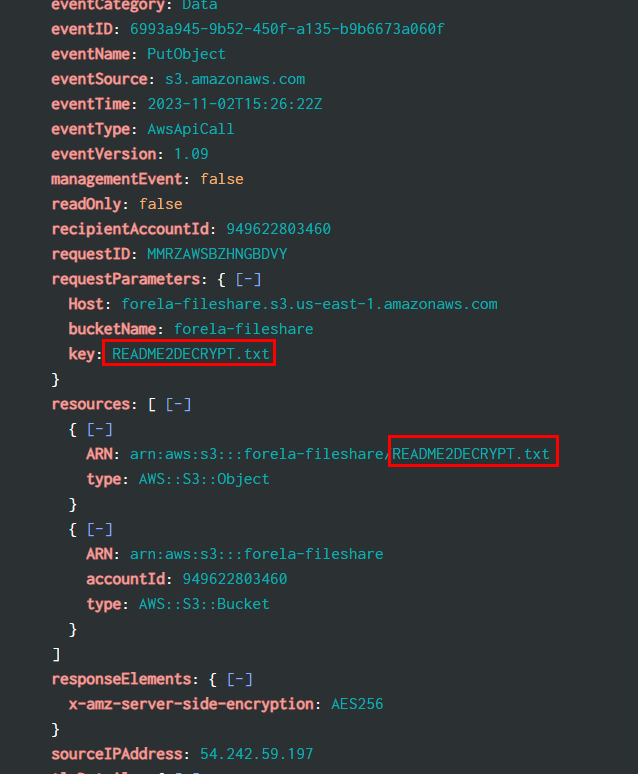 eventCategory: Data
eventID: 6993a945-9b52-450f-a135-b9b6673a060f
eventName: PutObject
eventSource: s3.amazonaws.com
eventTime: 2023-11-02T15:26:22Z
eventType: AwsApiCall
eventVersion: 1.09
managementEvent: false
readOnly: false
recipientAccountId: 949622803460
requestID: MMRZAWSBZHNGBDVY
requestParameters: { [-]
Host: forela-fileshare.s3.us-east-1.amazonaws.com
bucketName: forela-fileshare
key: README2DECRYPT.txt
}
resources: [ [-]
{ [-]
ARN: arn:aws:s3:::forela-fileshare/README2DECRYPT.txt
type: AWS::S3::Object
}
{ [-]
ARN: arn:aws:s3:::forela-fileshare
accountId: 949622803460
type: AWS::S3::Bucket
}
]
responseElements: { [-]
x-amz-server-side-encryption: AES256
}
sourceIPAddress: 54.242.59.197